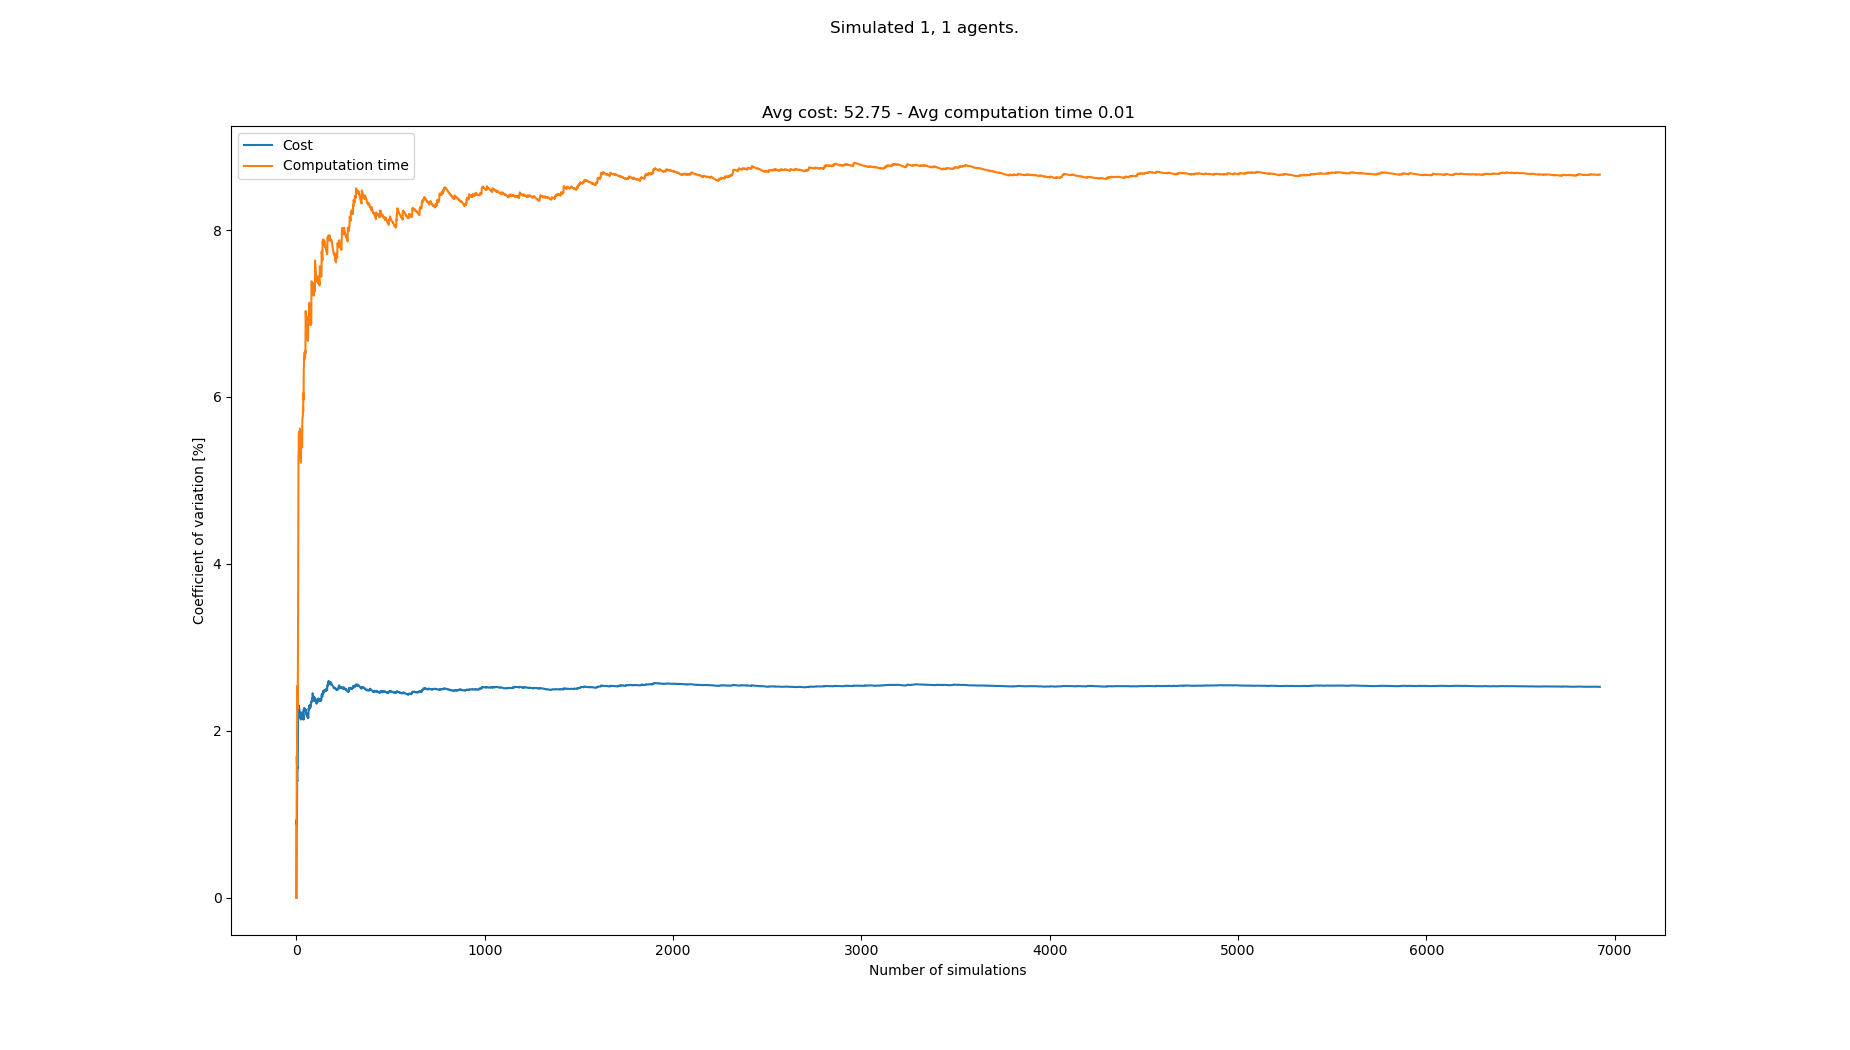 Simulated 1, 1 agents.
Avg cost: 52.75 - Avg computation time 0.01
Cost
Computation time
8
6
4
2
0
Coefficient of variation [%]
0 1000 2000 3000 4000 5000 6000 7000
Number of simulations